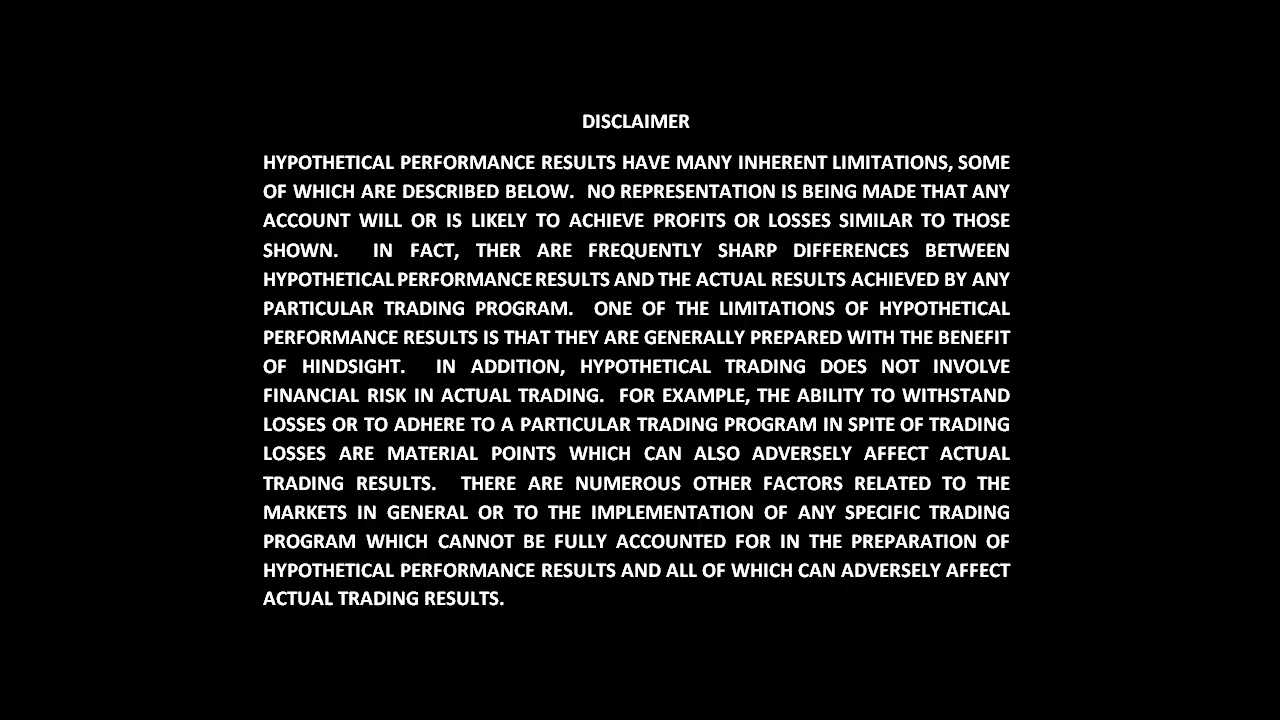 DISCLAIMER
HYPOTHETICAL PERFORMANCE RESULTS HAVE MANY INHERENT LIMITATIONS, SOME
OF WHICH ARE DESCRIBED BELOW. NO REPRESENTATION IS BEING MADE THAT ANY
ACCOUNT WILL OR IS LIKELY TO ACHIEVE PROFITS OR LOSSES SIMILAR TO THOSE
SHOWN. IN FACT, THER ARE FREQUENTLY SHARP DIFFERENCES BETWEEN
HYPOTHETICAL PERFORMANCE RESULTS AND THE ACTUAL RESULTS ACHIEVED BY ANY
PARTICULAR TRADING PROGRAM. ONE OF THE LIMITATIONS OF HYPOTHETICAL
PERFORMANCE RESULTS IS THAT THEY ARE GENERALLY PREPARED WITH THE BENEFIT
OF HINDSIGHT. IN ADDITION, HYPOTHETICAL TRADING DOES NOT INVOLVE
FINANCIAL RISK IN ACTUAL TRADING. FOR EXAMPLE, THE ABILITY TO WITHSTAND
LOSSES OR TO ADHERE TO A PARTICULAR TRADING PROGRAM IN SPITE OF TRADING
LOSSES ARE MATERIAL POINTS WHICH CAN ALSO ADVERSELY AFFECT ACTUAL
TRADING RESULTS. THERE ARE NUMEROUS OTHER FACTORS RELATED TO THE
MARKETS IN GENERAL OR TO THE IMPLEMENTATION OF ANY SPECIFIC TRADING
PROGRAM WHICH CANNOT BE FULLY ACCOUNTED FOR IN THE PREPARATION OF
HYPOTHETICAL PERFORMANCE RESULTS AND ALL OF WHICH CAN ADVERSELY AFFECT
ACTUAL TRADING RESULTS.